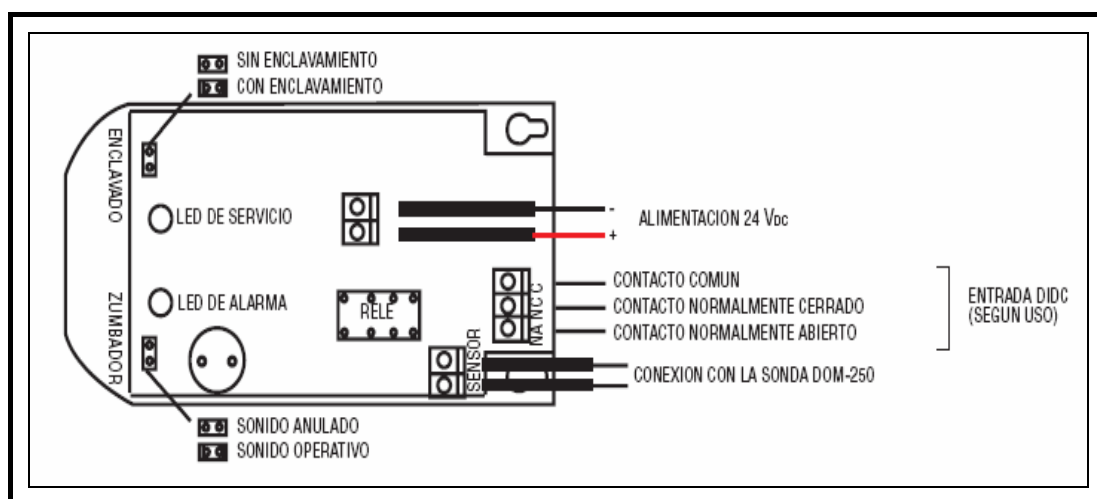 SIN ENCLAVAMIENTO
CON ENCLAVAMIENTO
ENCLAVADO
LED DE SERVICIO
-
+
ALIMENTACION 24 VDC
ZUMBADOR
LED DE ALARMA
RELE
NA NC C
CONTACTO COMUN
CONTACTO NORMALMENTE CERRADO
CONTACTO NORMALMENTE ABIERTO
ENTRADA DIDC
(SEGUN USO)
SENSOR
CONEXION CON LA SONDA DOM-250
SONIDO ANULADO
SONIDO OPERATIVO